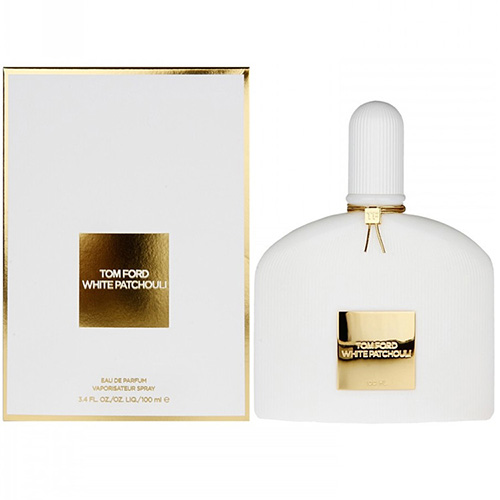 TOM FORD
WHITE PATCHOULI
EAU DE PARFUM
VAPORISATEUR SPRAY
3.4 FL. OZ./OZ. LIQ./100 ml ℮
TF
TOM FORD
WHITE PATCHOULI